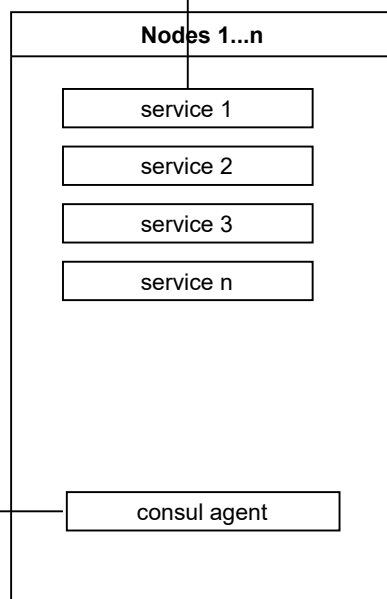 Nodes 1...n
service 1
service 2
service 3
service n
consul agent